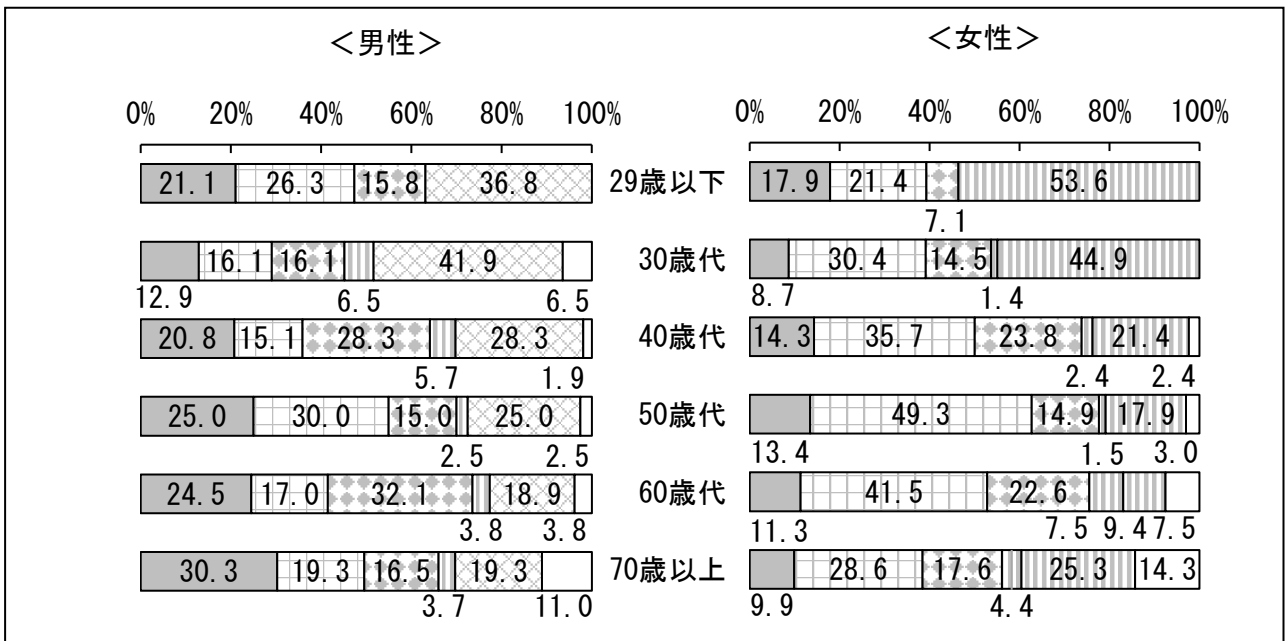 ＜男性＞ ＜女性＞
0% 20% 40% 60% 80% 100% 0% 20% 40% 60% 80% 100%
21.1 26.3 15.8 36.8 29歳以下 17.9 21.4 53.6
7.1
16.1 16.1 41.9 30歳代 30.4 14.5 44.9
12.9 6.5 6.5 8.7 1.4
20.8 15.1 28.3 28.3 40歳代 14.3 35.7 23.8 21.4
5.7 1.9 2.4 2.4
25.0 30.0 15.0 25.0 50歳代 49.3 14.9 17.9
2.5 2.5 13.4 1.5 3.0
24.5 17.0 32.1 18.9 60歳代 41.5 22.6
3.8 3.8 11.3 7.5 9.4 7.5
30.3 19.3 16.5 19.3 70歳以上 28.6 17.6 25.3 14.3
3.7 11.0 9.9 4.4